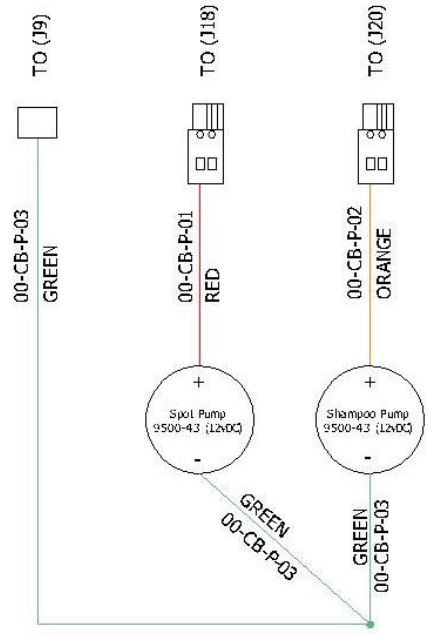 TO (J9)
TO (J18)
TO (J20)
00-CB-P-03
GREEN
00-CB-P-01
RED
00-CB-P-02
ORANGE
+
Spot Pump
9500-43 (12vDC)
-
+
Shampoo Pump
9500-43 (12vDC)
-
GREEN
00-CB-P-03
GREEN
00-CB-P-03